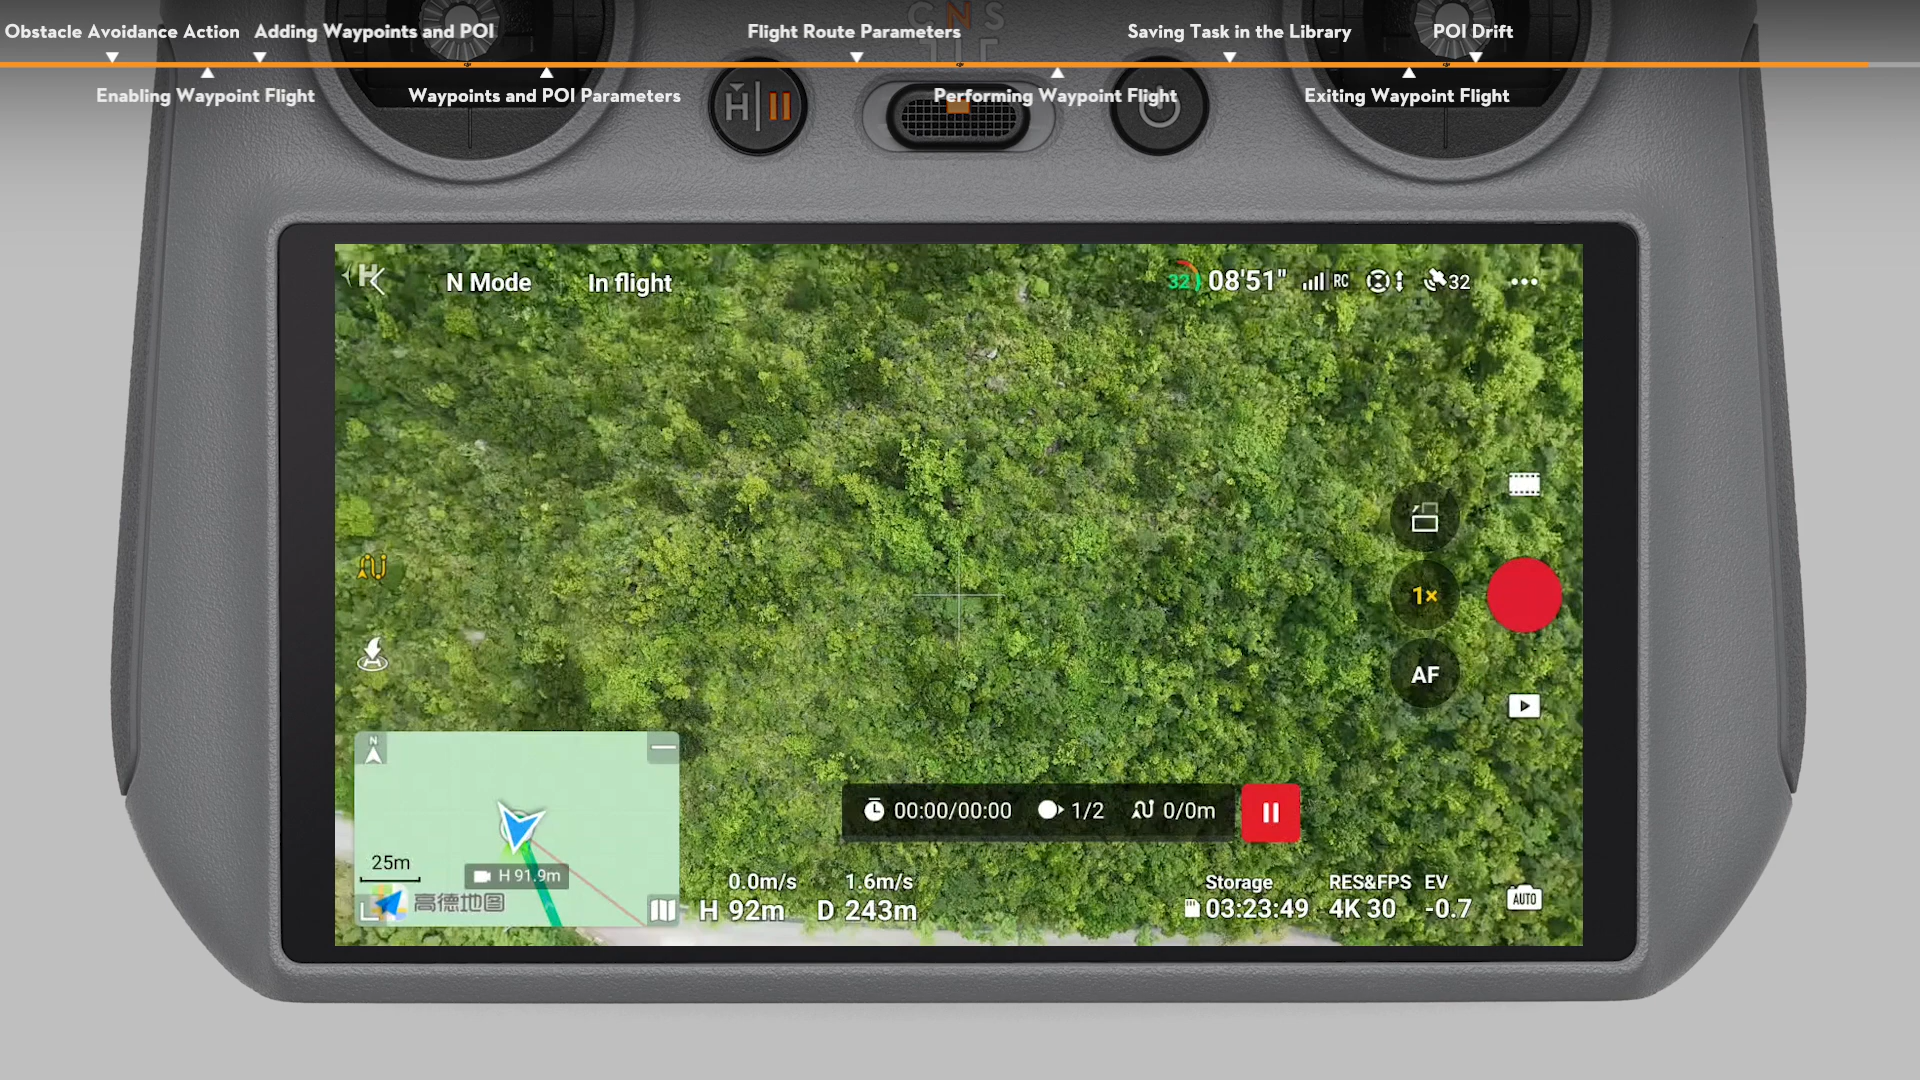 Obstacle Avoidance Action
Adding Waypoints and POI
Flight Route Parameters
Saving Task in the Library
POI Drift
Enabling Waypoint Flight
Waypoints and POI Parameters
Performing Waypoint Flight
Exiting Waypoint Flight
C N S
H
H
N Mode
In flight
32
08'51"
RC
32
1×
AF
N
25m
H 91.9m
高德地图
00:00/00:00
1/2
0/0m
0.0m/s
1.6m/s
H 92m
D 243m
Storage
03:23:49
RES&FPS
4K 30
EV
-0.7
AUTO